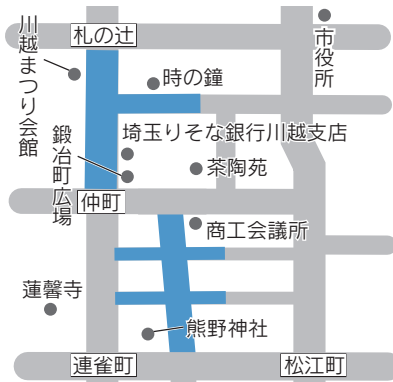 札の辻
市役所
川越まつり会館
時の鐘
埼玉りそな銀行川越支店
鍛冶町広場
茶陶苑
仲町
商工会議所
蓮馨寺
熊野神社
連雀町
松江町